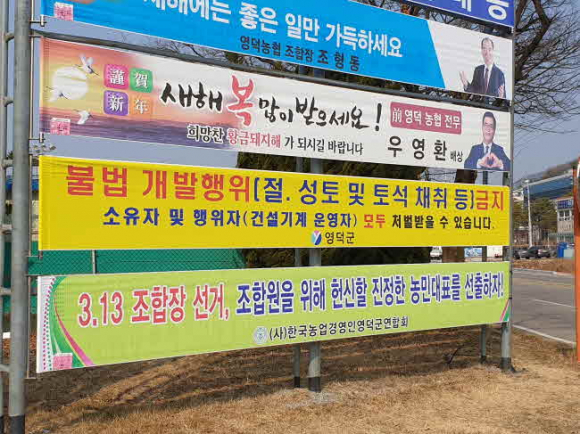 새해에는 좋은 일만 가득하세요
영덕농협 조합장 조형동
謹賀
新年
새해 복 많이 받으세요!
희망찬 황금돼지해가 되시길 바랍니다
前 영덕 농협 전무
우영환 배상
불법 개발행위(절. 성토 및 토석 채취 등)금지
소유자 및 행위자(건설기계 운영자) 모두 처벌받을 수 있습니다.
영덕군
3.13 조합장 선거, 조합원을 위해 헌신할 진정한 농민대표를 선출하자!
(사)한국농업경영인영덕군연합회